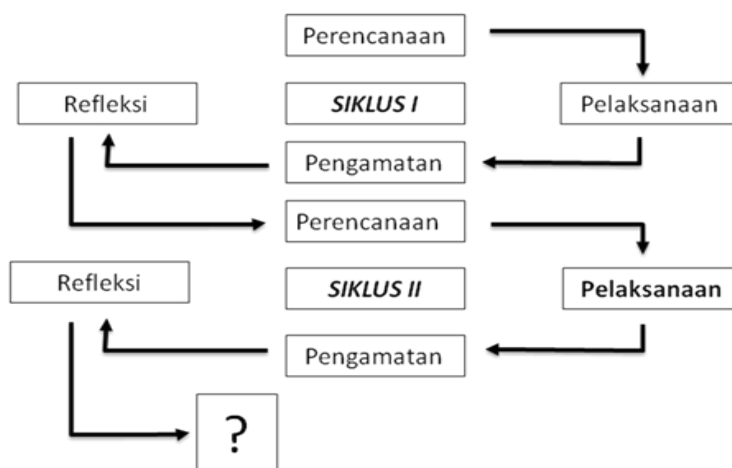 Perencanaan
Refleksi
SIKLUS I
Pelaksanaan
Pengamatan
Perencanaan
Refleksi
SIKLUS II
Pelaksanaan
Pengamatan
?